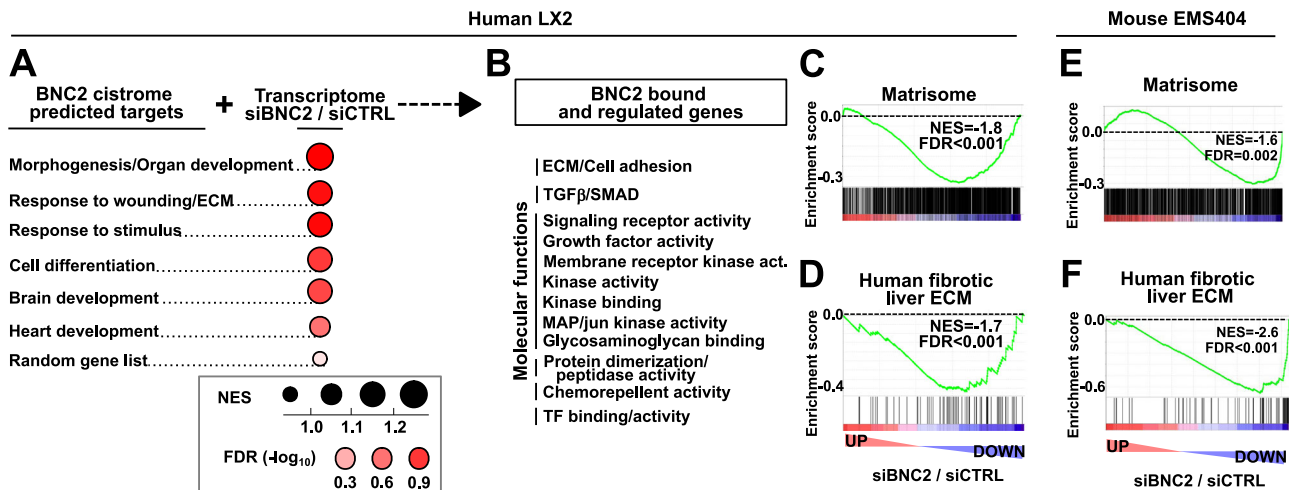 Human LX2
Mouse EMS404
A
BNC2 cistrome
predicted targets
+
Transcriptome
siBNC2 / siCTRL
Morphogenesis/Organ development
Response to wounding/ECM
Response to stimulus
Cell differentiation
Brain development
Heart development
Random gene list
NES
1.0 1.1 1.2
FDR (-log10)
0.3 0.6 0.9
B
BNC2 bound
and regulated genes
Molecular functions
ECM/Cell adhesion
TGFβ/SMAD
Signaling receptor activity
Growth factor activity
Membrane receptor kinase act.
Kinase activity
Kinase binding
MAP/jun kinase activity
Glycosaminoglycan binding
Protein dimerization/
peptidase activity
Chemorepellent activity
TF binding/activity
C
Matrisome
Enrichment score
0.0
-0.3
NES=-1.8
FDR<0.001
D
Human fibrotic
liver ECM
Enrichment score
0.0
-0.4
NES=-1.7
FDR<0.001
UP
DOWN
siBNC2 / siCTRL
E
Matrisome
Enrichment score
0.0
-0.3
NES=-1.6
FDR=0.002
F
Human fibrotic
liver ECM
Enrichment score
0.0
-0.6
NES=-2.6
FDR<0.001
UP
DOWN
siBNC2 / siCTRL